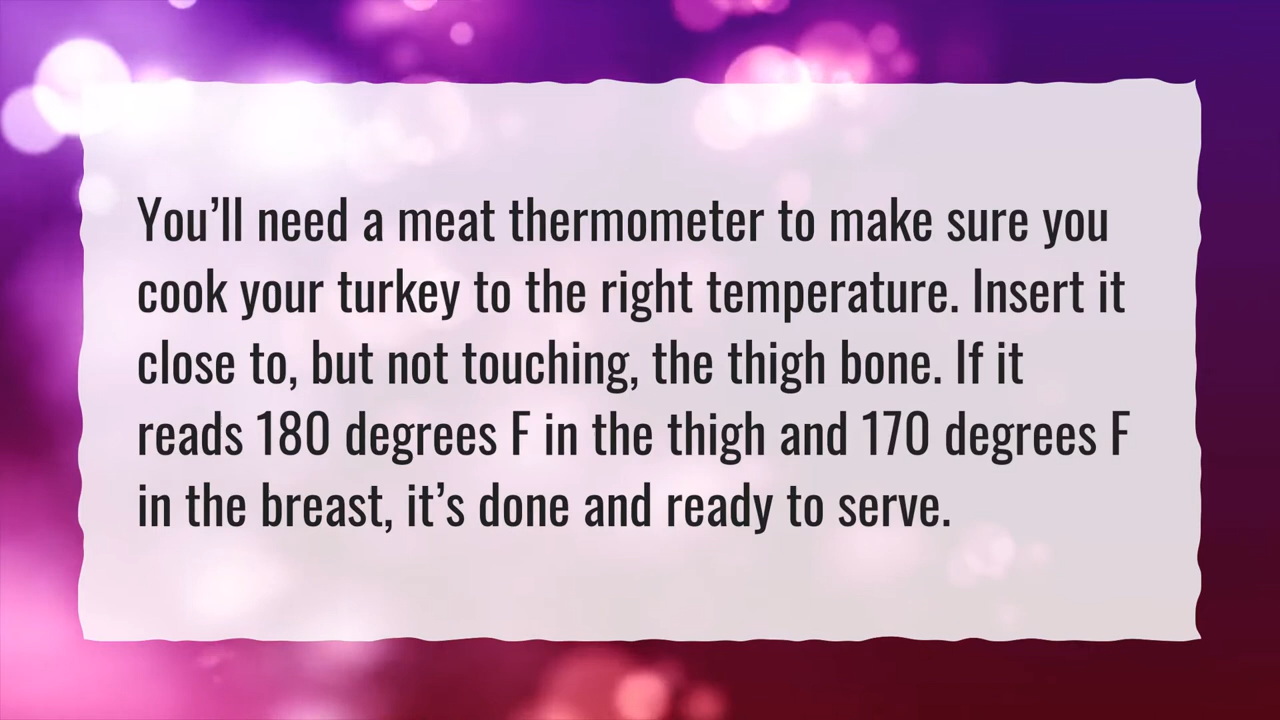 You’ll need a meat thermometer to make sure you
cook your turkey to the right temperature. Insert it
close to, but not touching, the thigh bone. If it
reads 180 degrees F in the thigh and 170 degrees F
in the breast, it’s done and ready to serve.